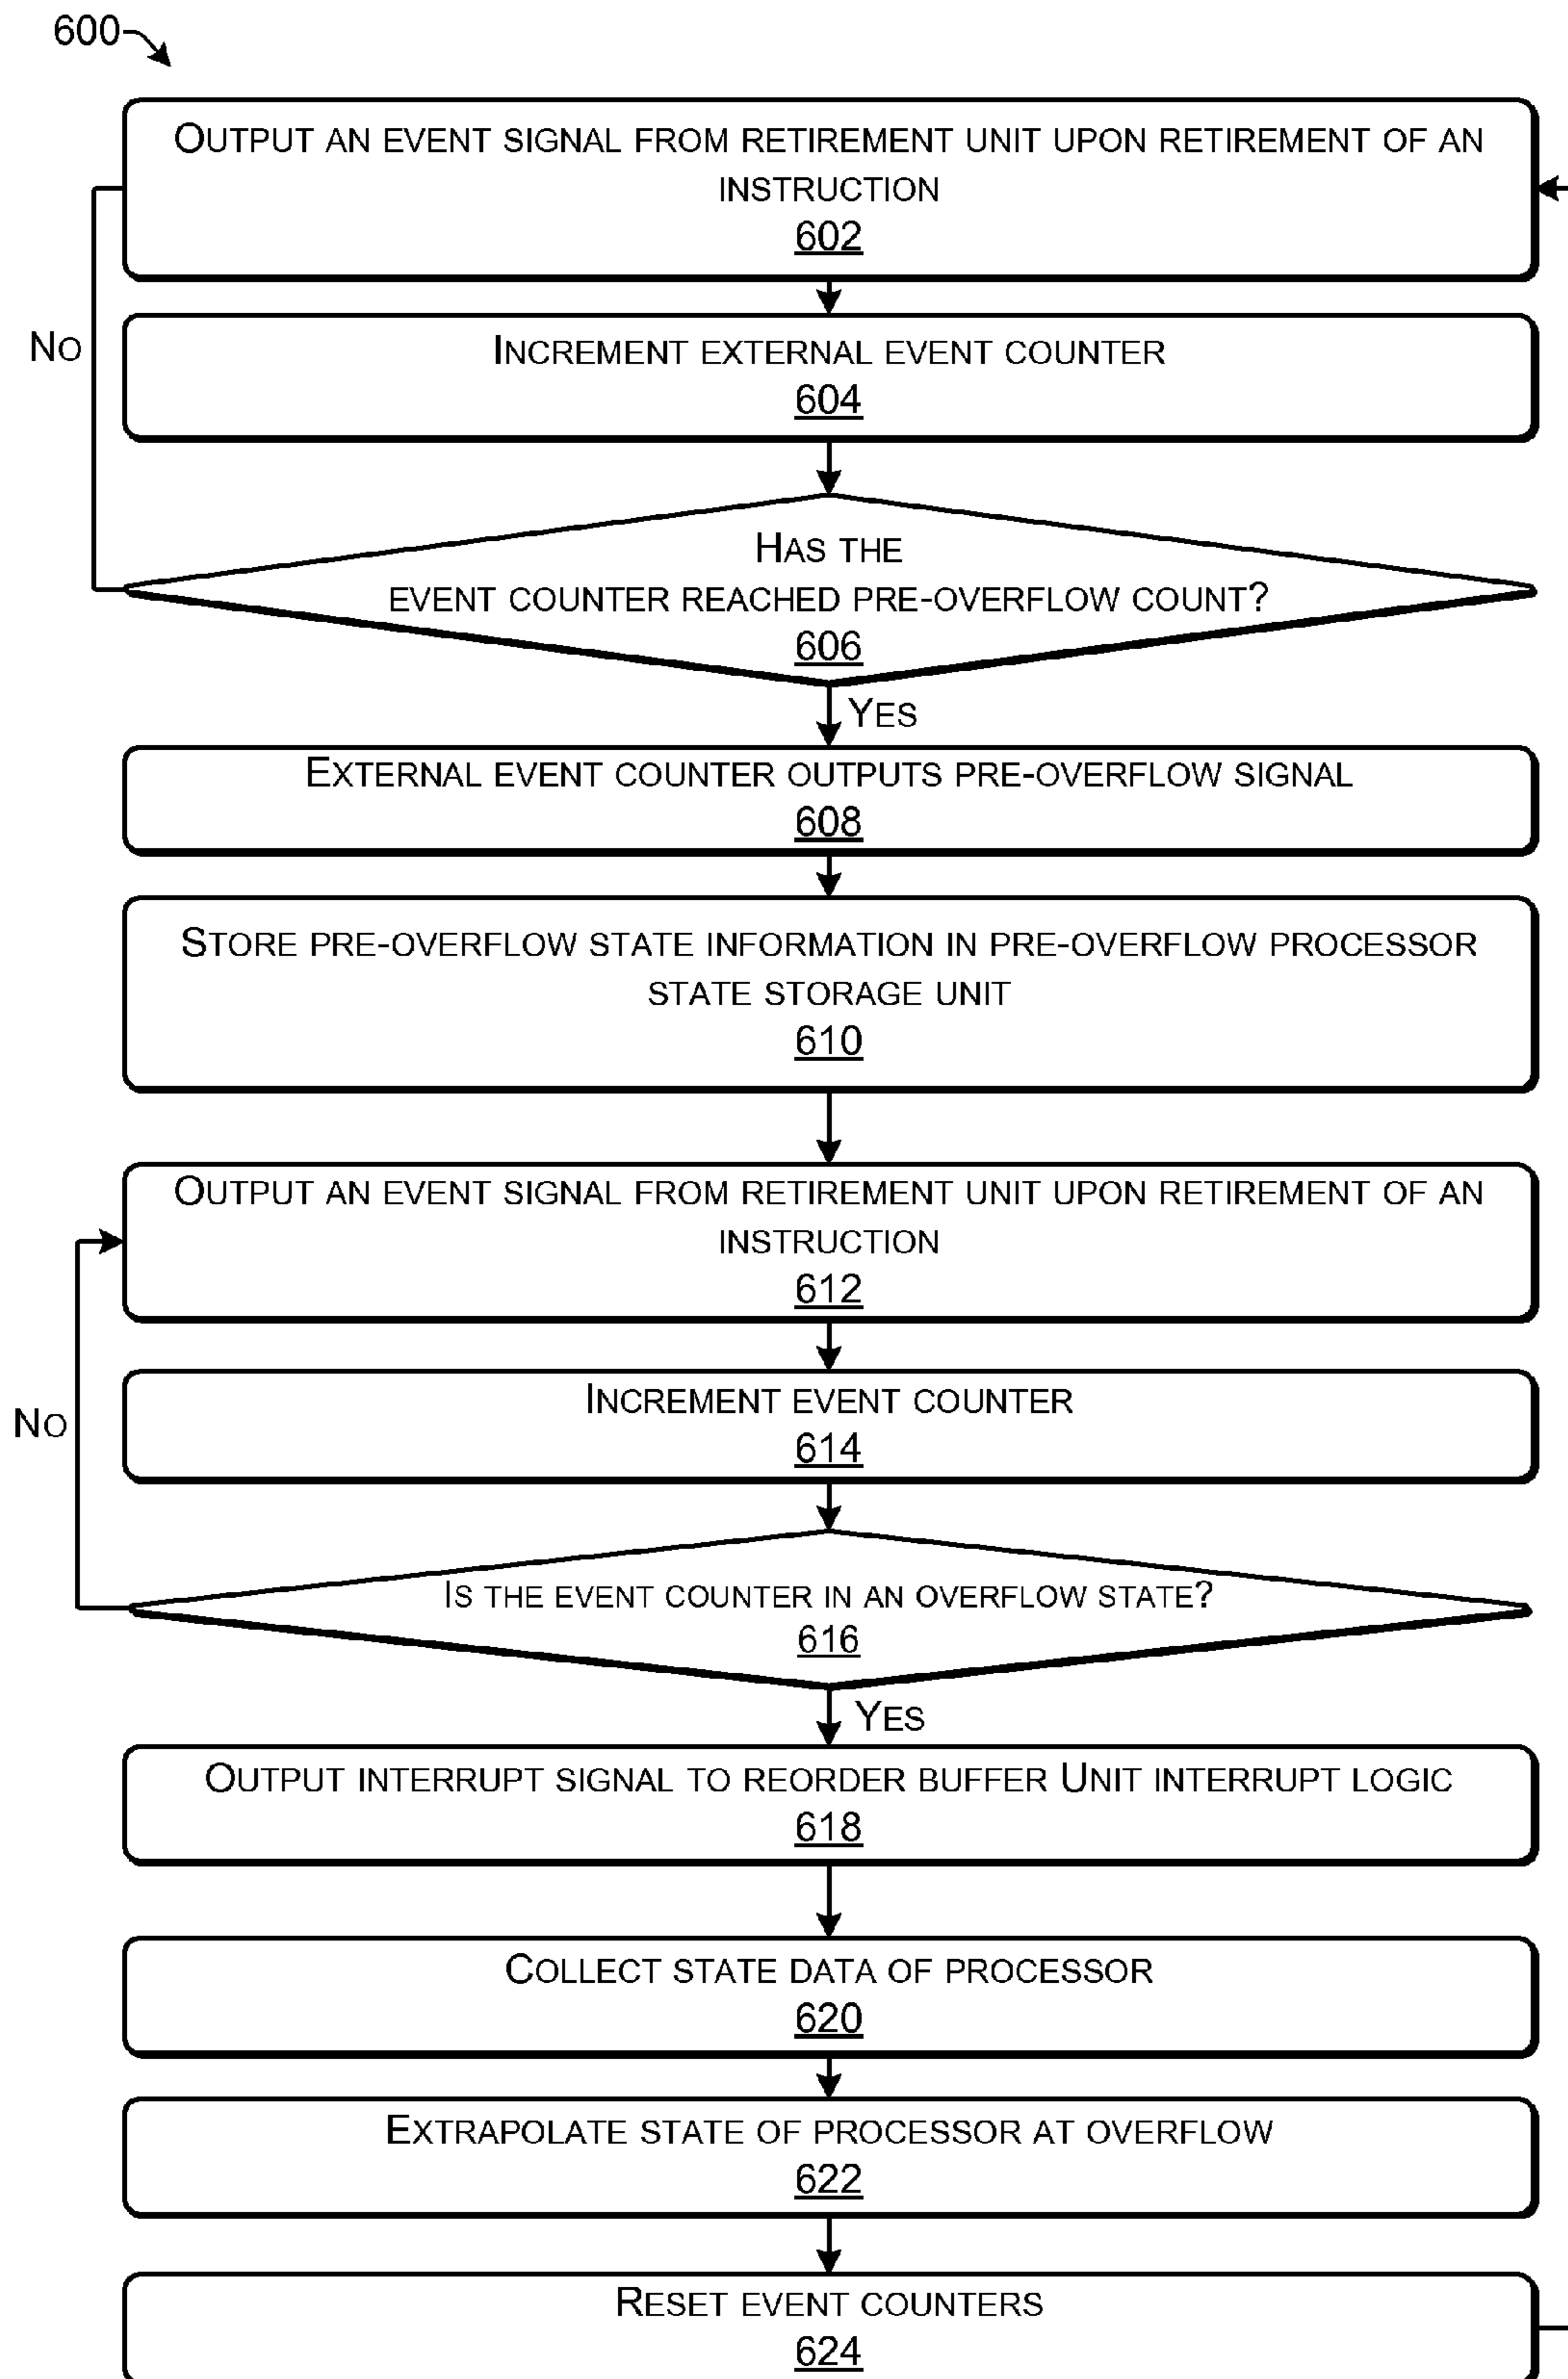 600
OUTPUT AN EVENT SIGNAL FROM RETIREMENT UNIT UPON RETIREMENT OF AN
INSTRUCTION
602
NO
INCREMENT EXTERNAL EVENT COUNTER
604
HAS THE
EVENT COUNTER REACHED PRE-OVERFLOW COUNT?
606
YES
EXTERNAL EVENT COUNTER OUTPUTS PRE-OVERFLOW SIGNAL
608
STORE PRE-OVERFLOW STATE INFORMATION IN PRE-OVERFLOW PROCESSOR
STATE STORAGE UNIT
610
OUTPUT AN EVENT SIGNAL FROM RETIREMENT UNIT UPON RETIREMENT OF AN
INSTRUCTION
612
INCREMENT EVENT COUNTER
614
NO
IS THE EVENT COUNTER IN AN OVERFLOW STATE?
616
YES
OUTPUT INTERRUPT SIGNAL TO REORDER BUFFER UNIT INTERRUPT LOGIC
618
COLLECT STATE DATA OF PROCESSOR
620
EXTRAPOLATE STATE OF PROCESSOR AT OVERFLOW
622
RESET EVENT COUNTERS
624